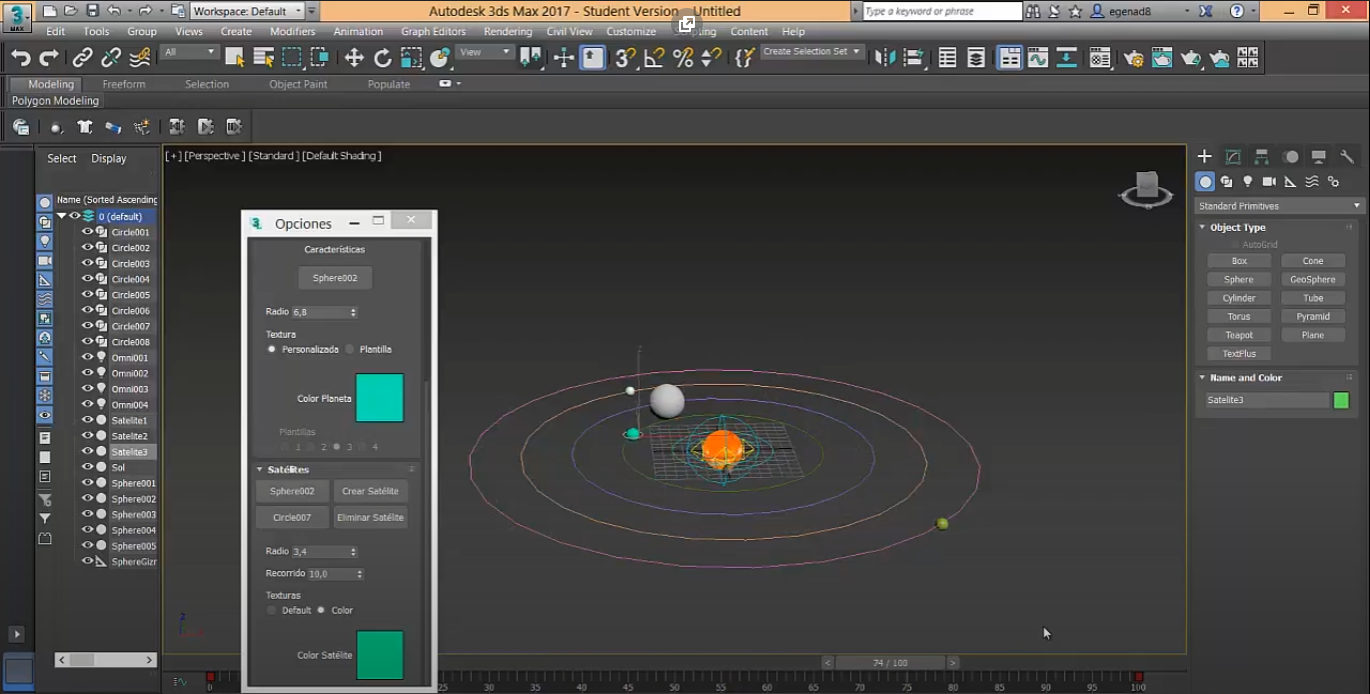 3
MAX
Workspace: Default
Autodesk 3ds Max 2017 - Student Version Untitled
Type a keyword or phrase
egenad8
Edit Tools Group Views Create Modifiers Animation Graph Editors Rendering Civil View Customize Content Help
All
View
Create Selection Set
Modeling Freeform Selection Object Paint Populate
Polygon Modeling
Select Display
Name (Sorted Ascending
0 (default)
Circle001
Circle002
Circle003
Circle004
Circle005
Circle006
Circle007
Circle008
Omni001
Omni002
Omni003
Omni004
Satelite1
Satelite2
Satelite3
Sol
Sphere001
Sphere002
Sphere003
Sphere004
Sphere005
SphereGizr
[+] [Perspective ] [Standard ] [Default Shading ]
3 Opciones
Características
Sphere002
Radio 6,8
Textura
Personalizada Plantilla
Color Planeta
Plantillas
1 2 3 4
Satélites
Sphere002 Crear Satélite
Circle007 Eliminar Satélite
Radio 3,4
Recorrido 10,0
Texturas
Default Color
Color Satélite
z
Standard Primitives
Object Type
AutoGrid
Box Cone
Sphere GeoSphere
Cylinder Tube
Torus Pyramid
Teapot Plane
TextPlus
Name and Color
Satelite3
< 74 / 100 >
0 25 30 35 40 45 50 55 60 65 70 75 80 85 90 95 100